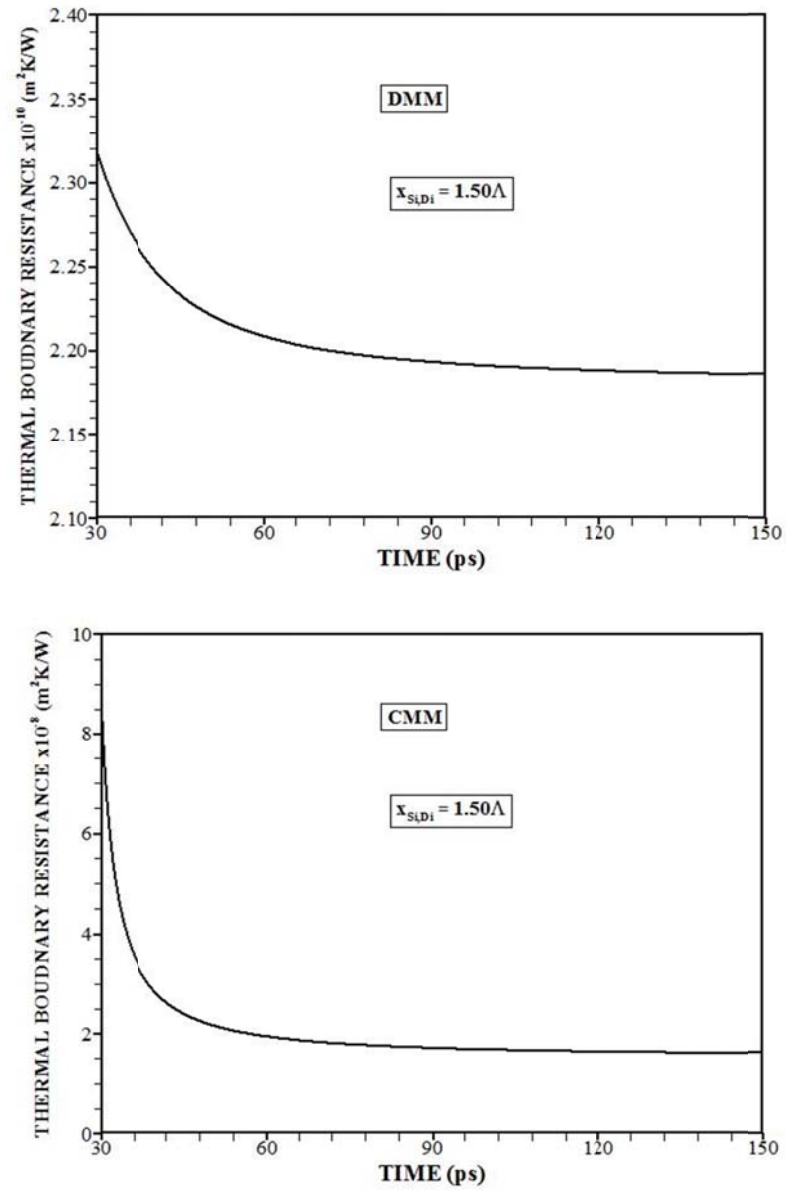 2.40
2.35
2.30
2.25
2.20
2.15
2.10
THERMAL BOUDNARY RESISTANCE x10⁻¹⁰ (m²K/W)
DMM
x_Si,Di = 1.50Λ
30 60 90 120 150
TIME (ps)
10
8
6
4
2
0
THERMAL BOUDNARY RESISTANCE x10⁻⁸ (m²K/W)
CMM
x_Si,Di = 1.50Λ
30 60 90 120 150
TIME (ps)